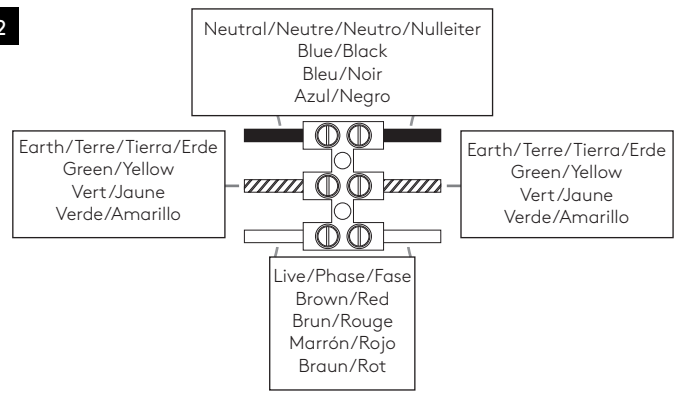 2
Neutral/Neutre/Neutro/Nulleiter
Blue/Black
Bleu/Noir
Azul/Negro
Earth/Terre/Tierra/Erde
Green/Yellow
Vert/Jaune
Verde/Amarillo
Earth/Terre/Tierra/Erde
Green/Yellow
Vert/Jaune
Verde/Amarillo
Live/Phase/Fase
Brown/Red
Brun/Rouge
Marrón/Rojo
Braun/Rot